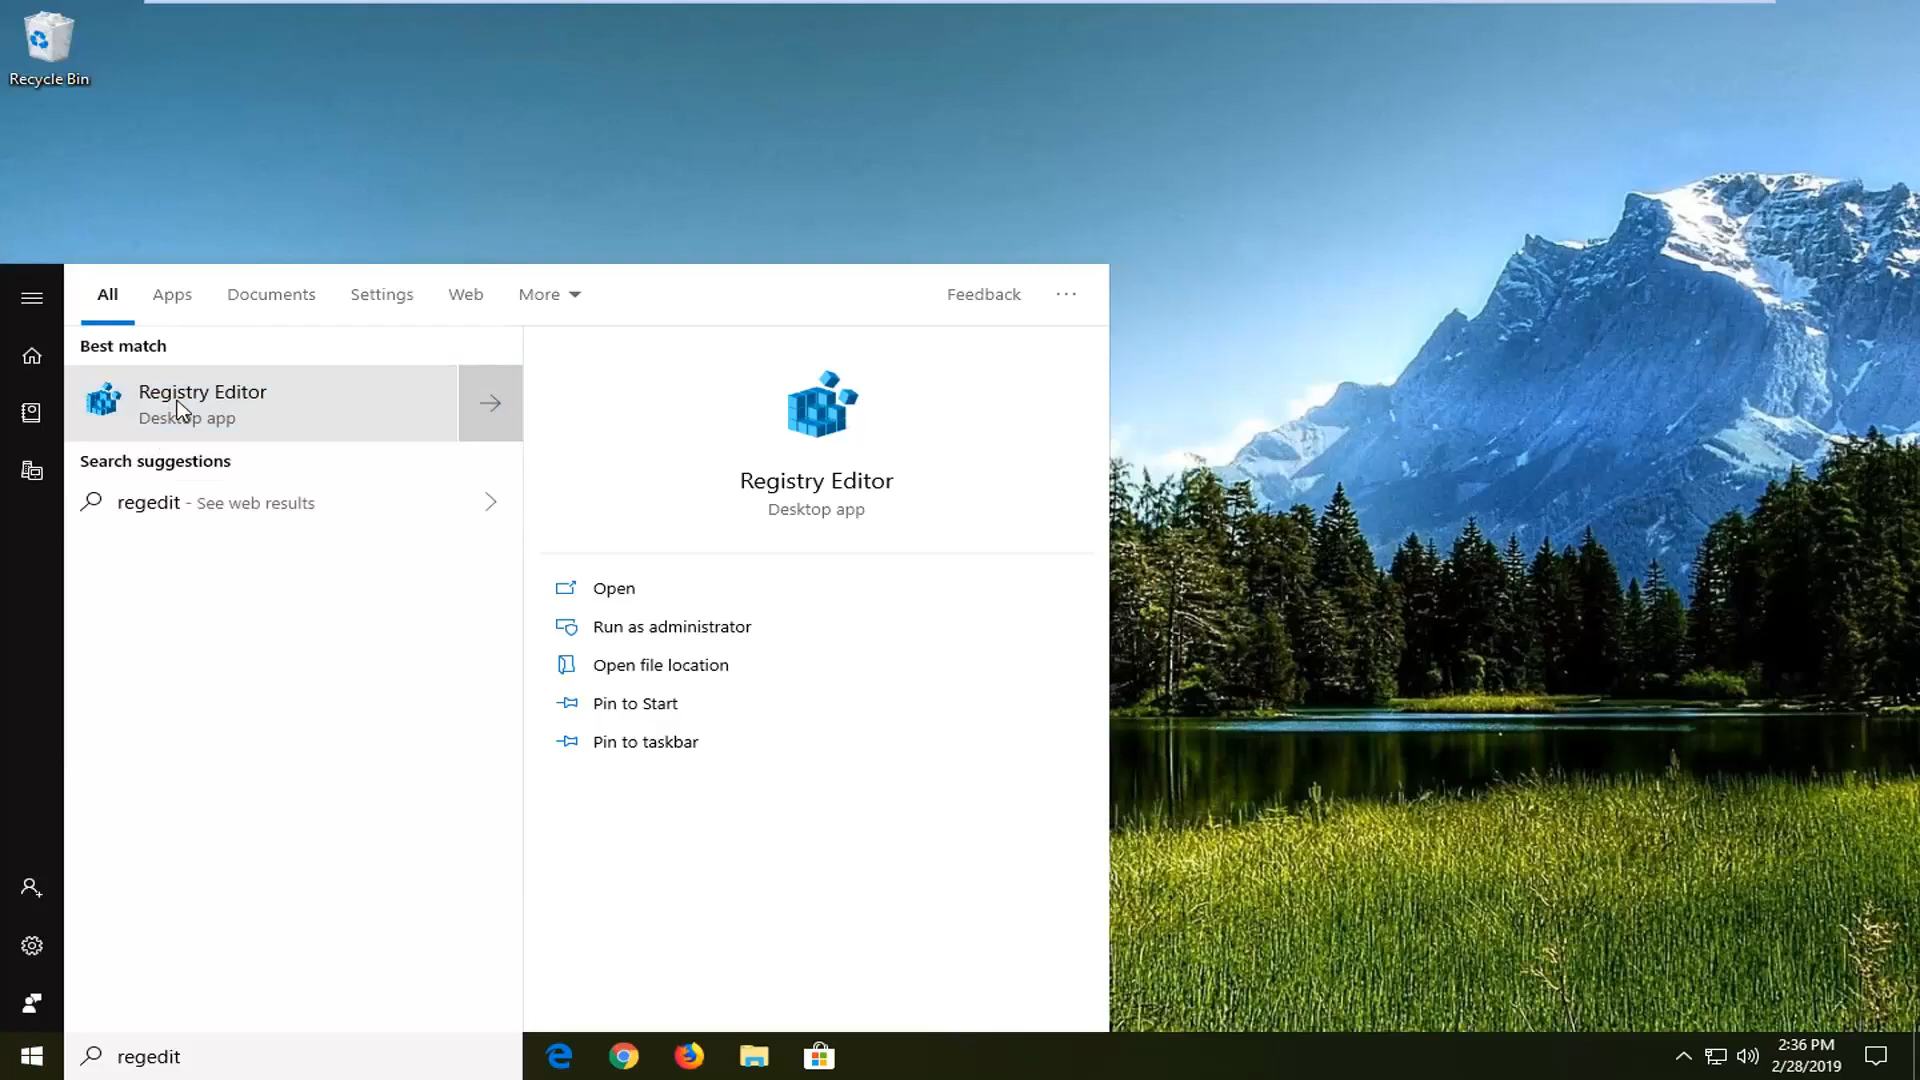 Recycle Bin
All Apps Documents Settings Web More Feedback
Best match
Registry Editor
Desktop app
Search suggestions
regedit - See web results
Registry Editor
Desktop app
Open
Run as administrator
Open file location
Pin to Start
Pin to taskbar
regedit
2:36 PM
2/28/2019